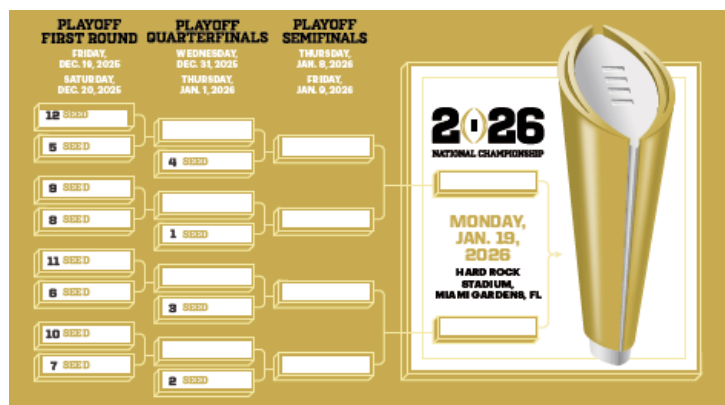 PLAYOFF
FIRST ROUND
FRIDAY,
DEC. 19, 2025
SATURDAY,
DEC. 20, 2025
PLAYOFF
QUARTERFINALS
WEDNESDAY,
DEC. 31, 2025
THURSDAY,
JAN. 1, 2026
PLAYOFF
SEMIFINALS
THURSDAY,
JAN. 8, 2026
FRIDAY,
JAN. 9, 2026
12 SEED
5 SEED
9 SEED
8 SEED
11 SEED
6 SEED
10 SEED
7 SEED
4 SEED
1 SEED
3 SEED
2 SEED
2026
NATIONAL CHAMPIONSHIP
MONDAY,
JAN. 19,
2026
HARD ROCK
STADIUM,
MIAMI GARDENS, FL